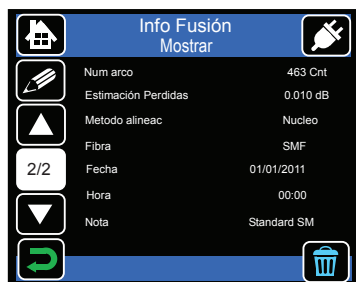 Info Fusión
Mostrar
Num arco 463 Cnt
Estimación Perdidas 0.010 dB
Metodo alineac Nucleo
Fibra SMF
2/2
Fecha 01/01/2011
Hora 00:00
Nota Standard SM